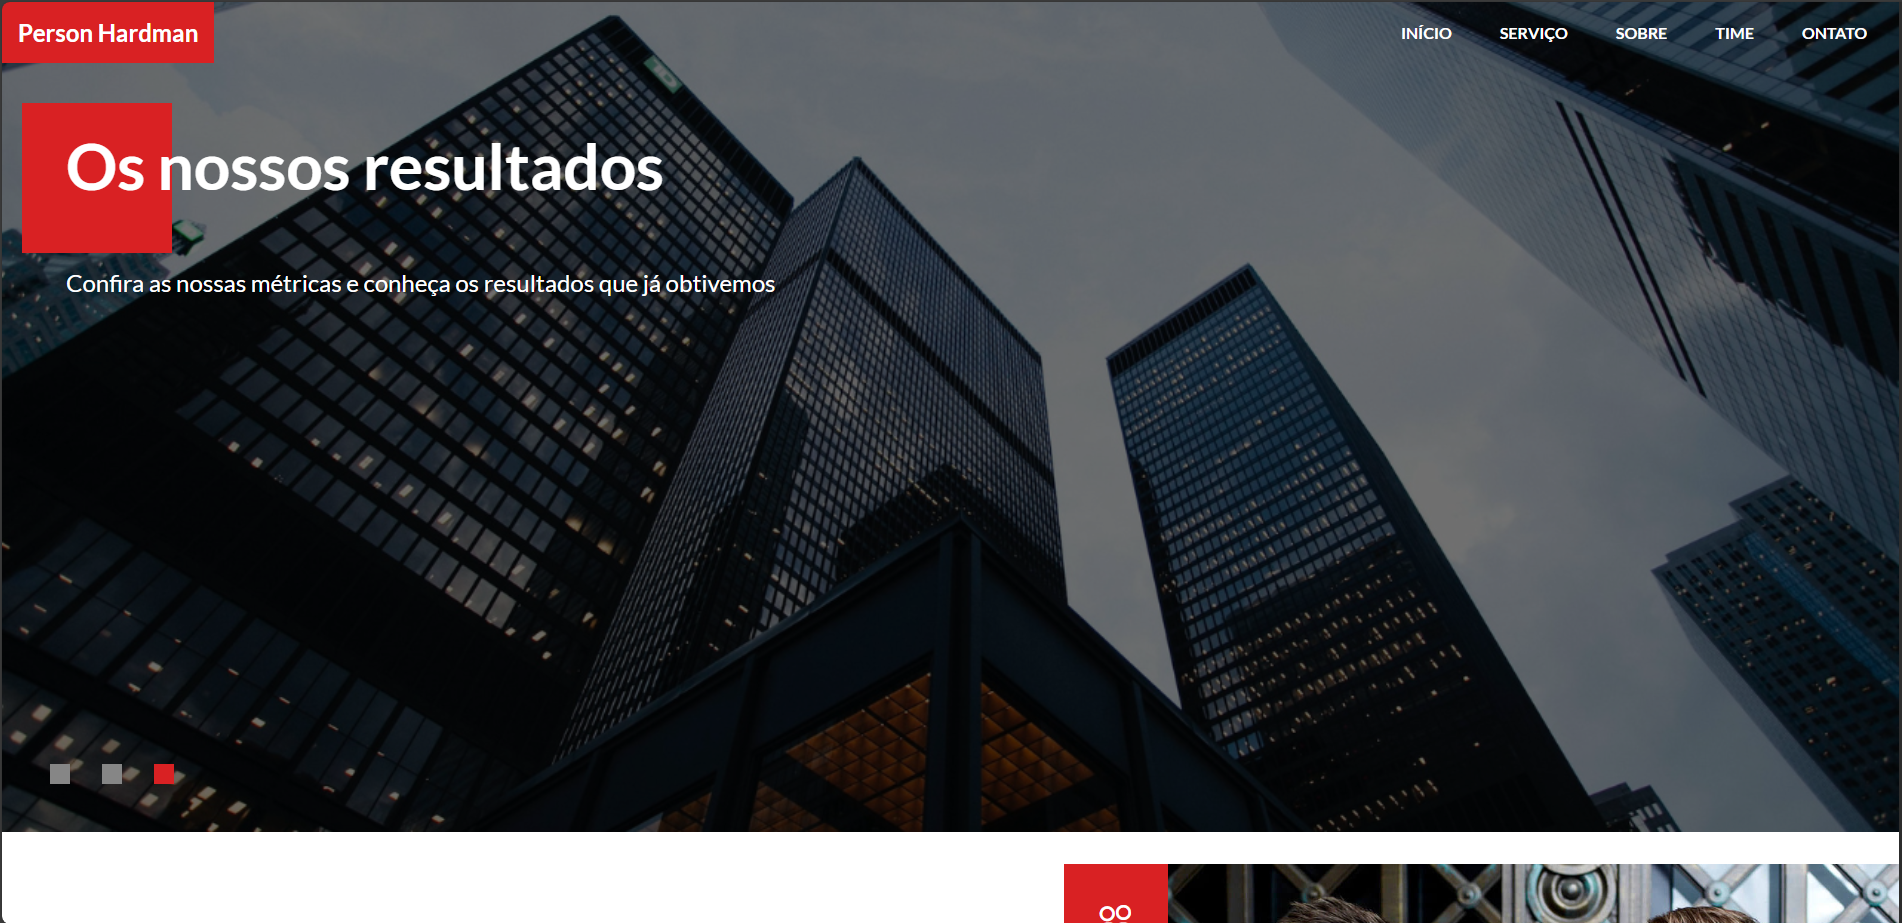 Person Hardman
INÍCIO SERVIÇO SOBRE TIME ONTATO
Os nossos resultados
Confira as nossas métricas e conheça os resultados que já obtivemos